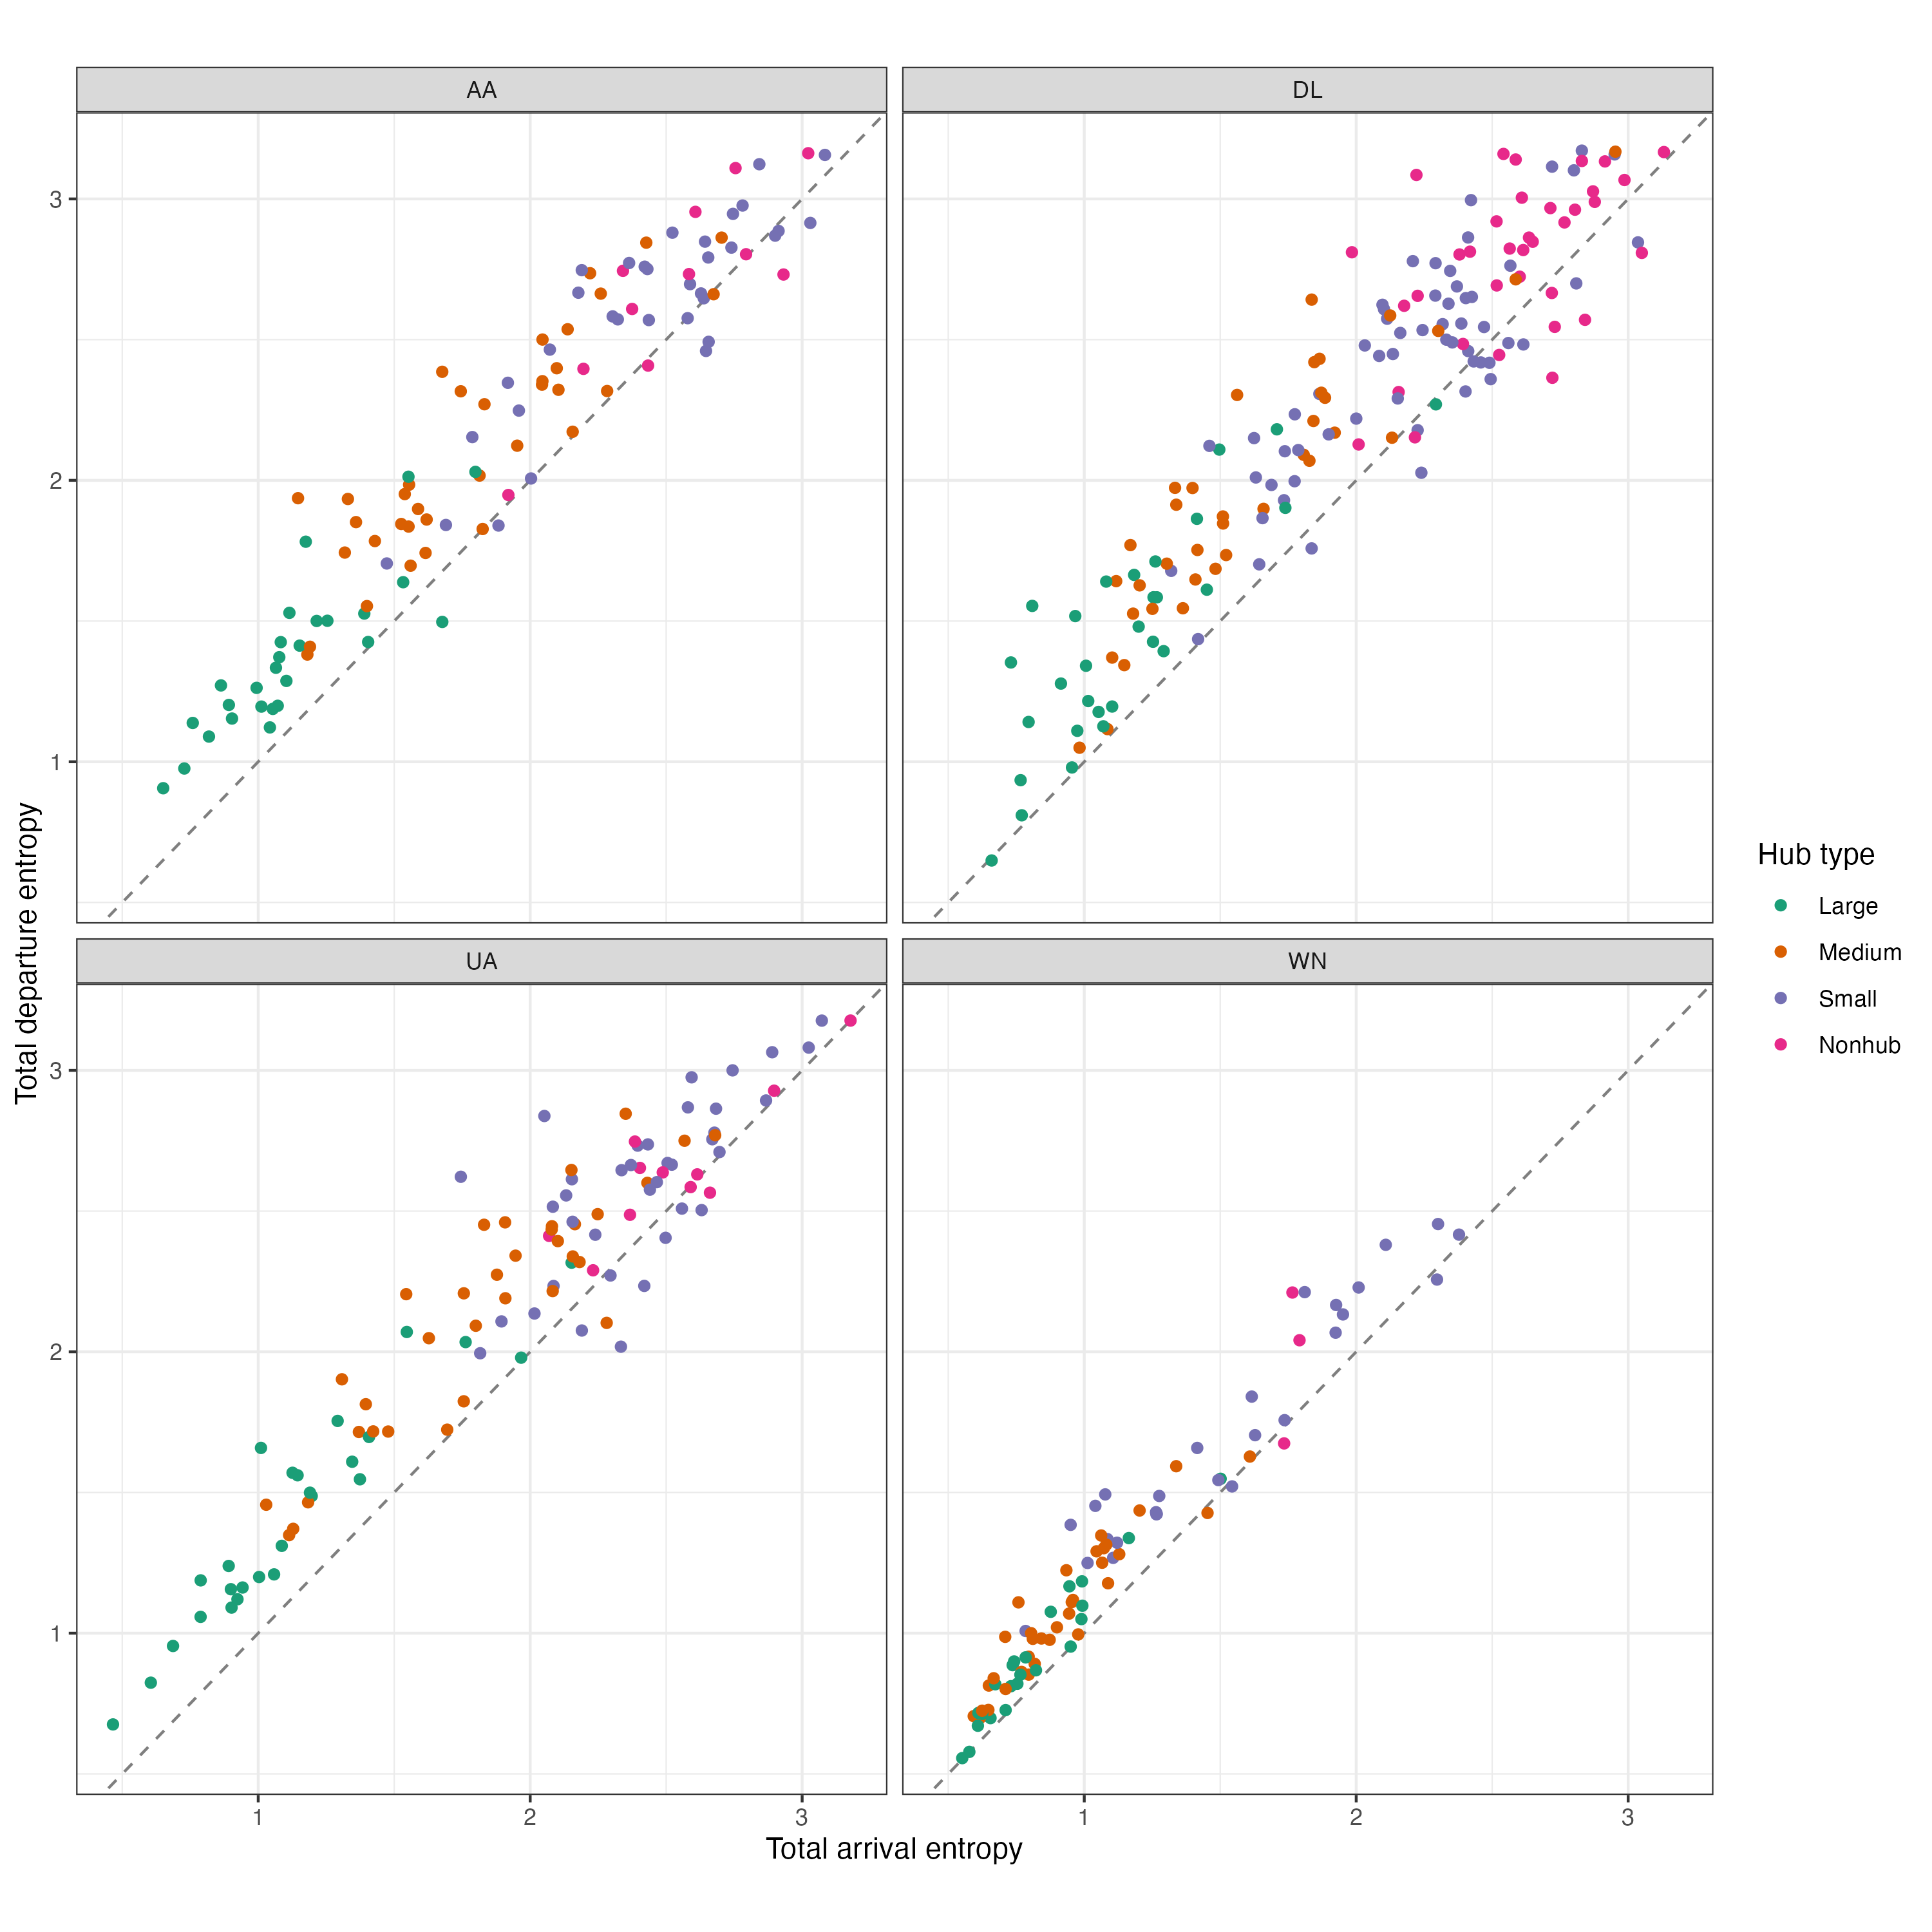 AA
DL
3
2
1
UA
WN
3
2
1
1
2
3
1
2
3
Total arrival entropy
Total departure entropy
Hub type
Large
Medium
Small
Nonhub